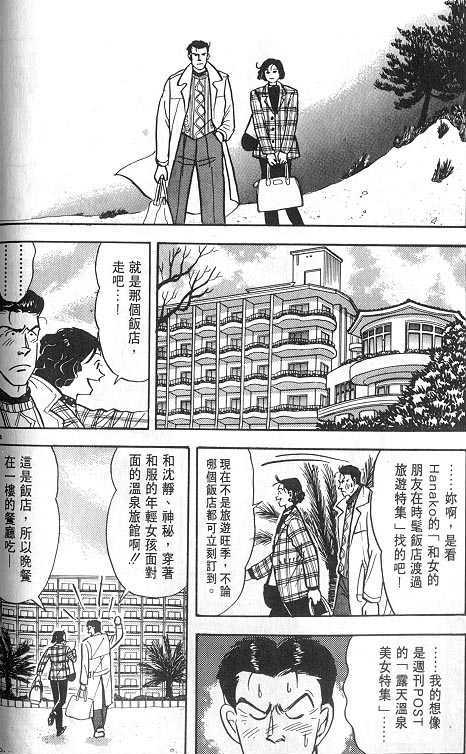 就是那個飯店，
走吧⋯！
⋯⋯⋯⋯
⋯⋯妳啊，是看
Hanako的「和女的
朋友在時髦飯店渡過
旅遊特集」找的吧！
現在不是旅遊旺季，不論
哪個飯店都可立刻訂到。
⋯⋯我的想像
是週刊POST
的「露天溫泉
美女特集」⋯⋯
和沈靜、神秘，穿著
和服的年輕女孩面對
面的溫泉旅館啊!!
這是飯店，所以晚餐
在一樓的餐廳吃—